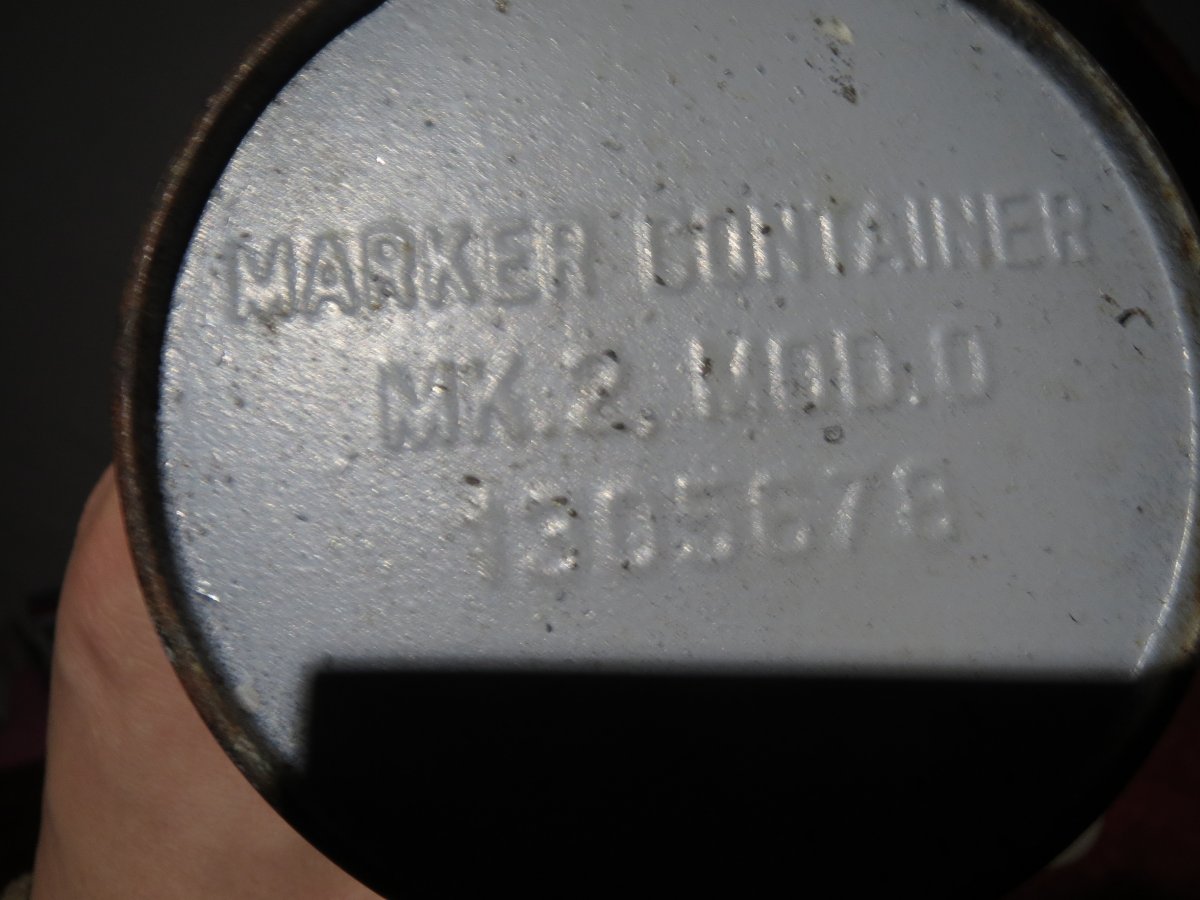 MARKER CONTAINER
MK.2, MOD.0
1305678